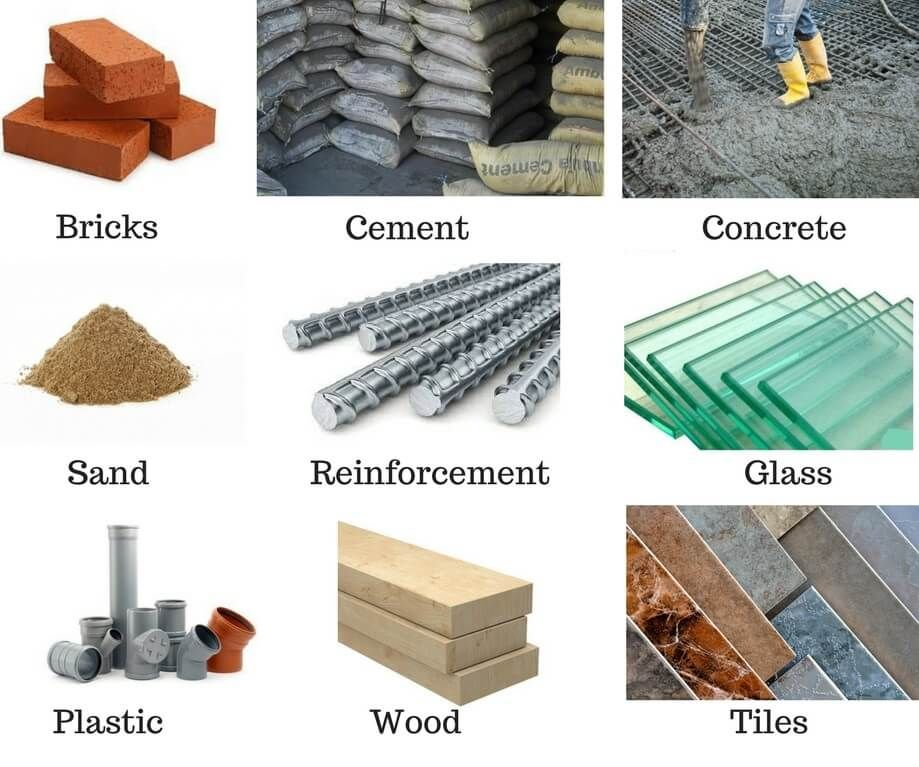 Bricks
Cement
Concrete
Sand
Reinforcement
Glass
Plastic
Wood
Tiles